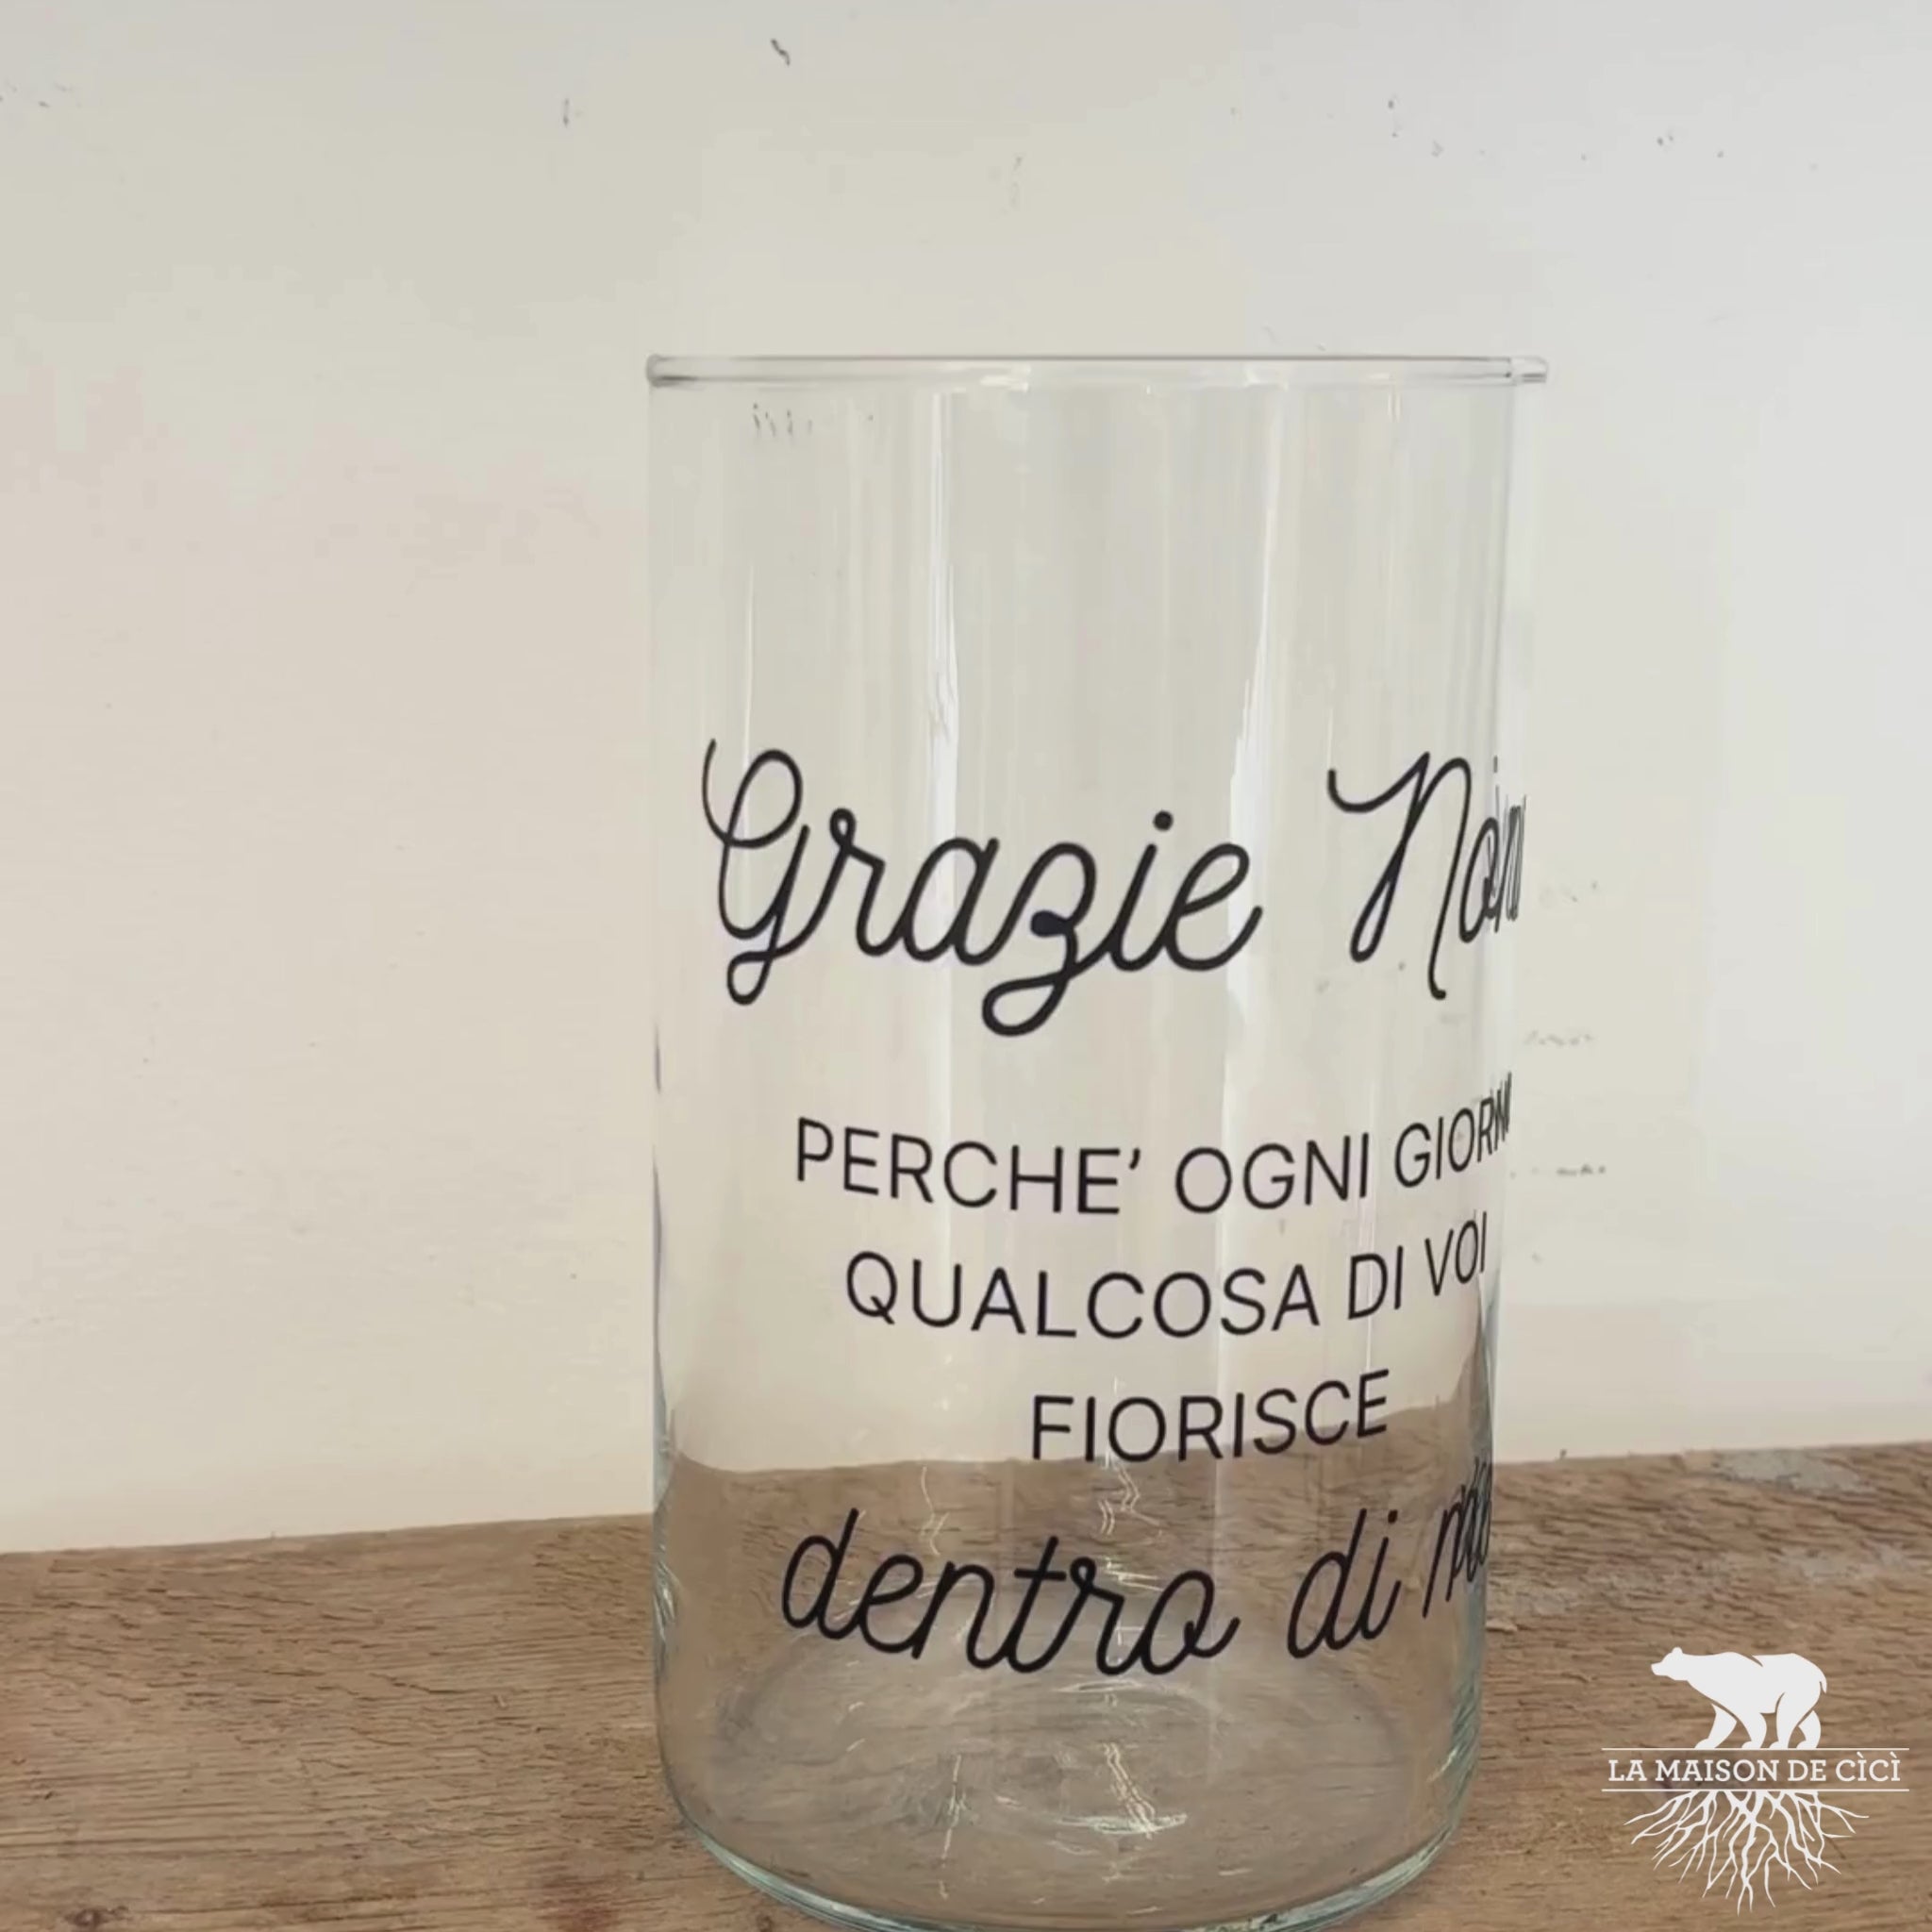 Grazie
PERCHE' OGNI
QUALCOSA DI VOI
FIORISCE
dentro di
LA MAISON DE CÌCÌ